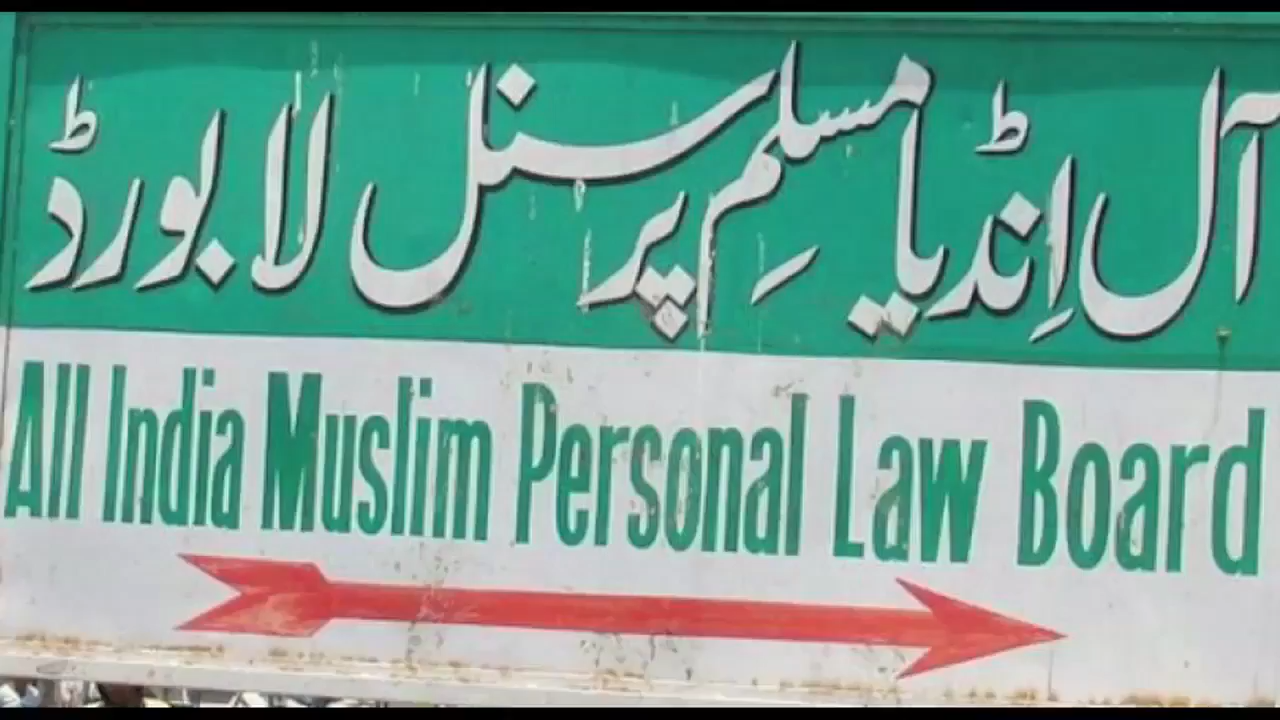 آل اِنڈیا مسلمِ پرسنل لا بورڈ
All India Muslim Personal Law Board